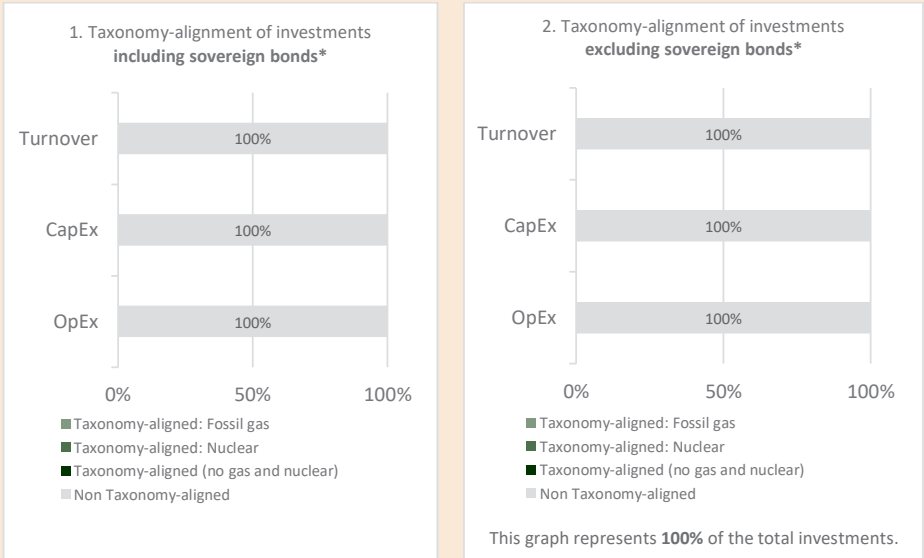 1. Taxonomy-alignment of investments
including sovereign bonds*
Turnover
100%
CapEx
100%
OpEx
100%
0%
50%
100%
Taxonomy-aligned: Fossil gas
Taxonomy-aligned: Nuclear
Taxonomy-aligned (no gas and nuclear)
Non Taxonomy-aligned
2. Taxonomy-alignment of investments
excluding sovereign bonds*
Turnover
100%
CapEx
100%
OpEx
100%
0%
50%
100%
Taxonomy-aligned: Fossil gas
Taxonomy-aligned: Nuclear
Taxonomy-aligned (no gas and nuclear)
Non Taxonomy-aligned
This graph represents 100% of the total investments.